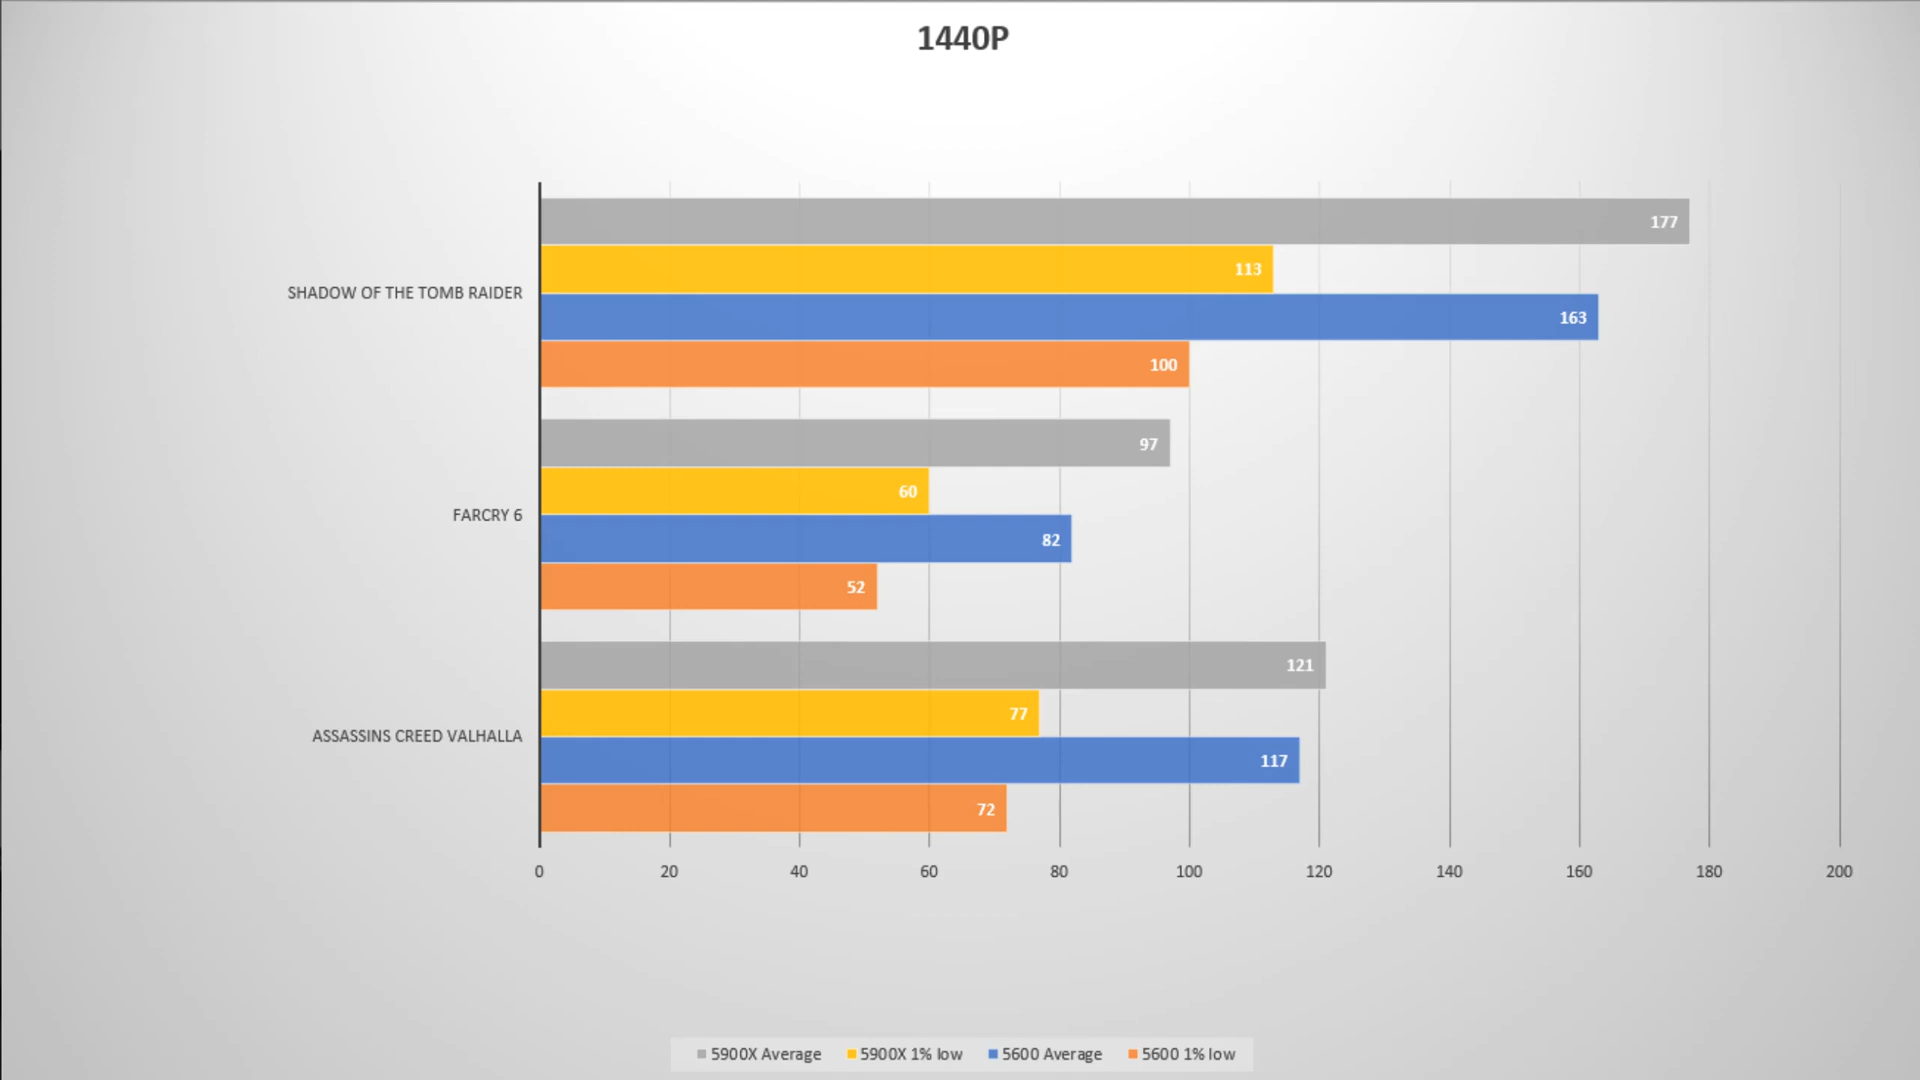 1440P
177
113
SHADOW OF THE TOMB RAIDER
163
100
97
60
FARCRY 6
82
52
121
77
ASSASSINS CREED VALHALLA
117
72
0 20 40 60 80 100 120 140 160 180 200
5900X Average 5900X 1% low 5600 Average 5600 1% low